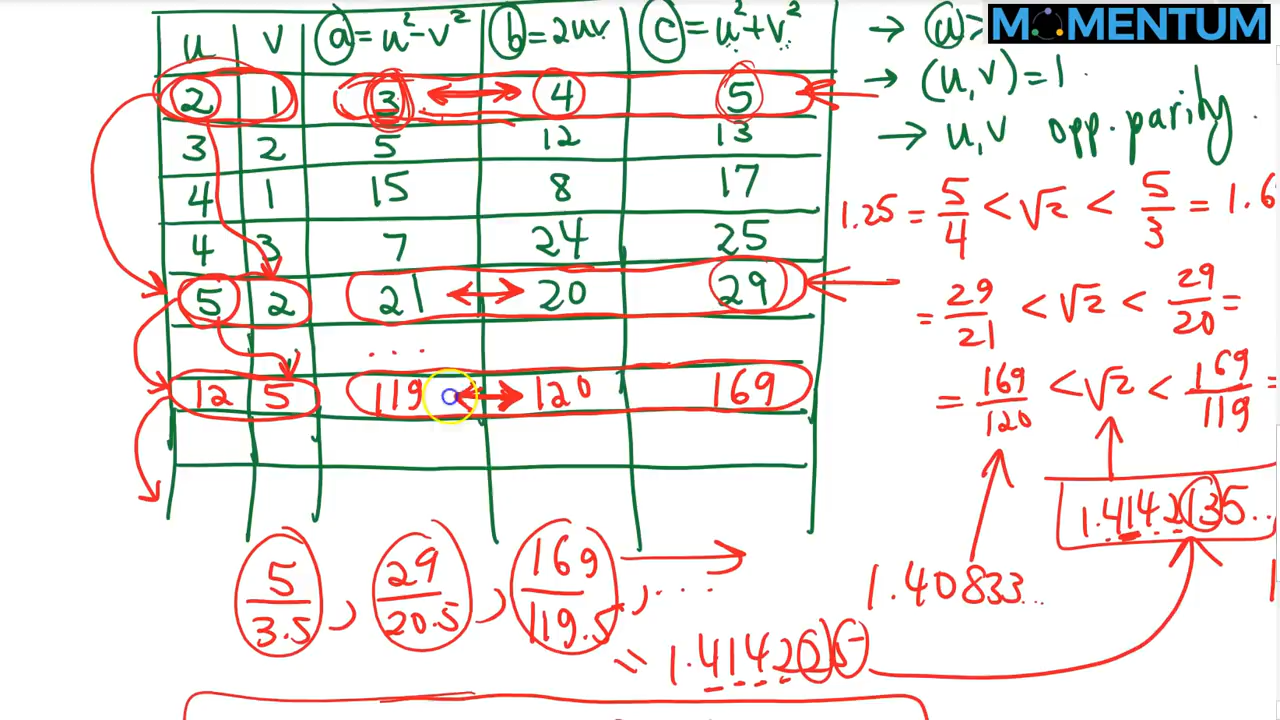 MOMENTUM
u v a = u² − v² b = 2uv c = u² + v²
2 1 3 ↔ 4 5
3 2 5 12 13
4 1 15 8 17
4 3 7 24 25
5 2 21 ↔ 20 29
...
12 5 119 ↔ 120 169
→ u >
→ (u, v) = 1
→ u, v opp. parity
1.25 = 5/4 < √2 < 5/3 = 1.6
= 29/21 < √2 < 29/20 =
= 169/120 < √2 < 169/119 =
1.4142135...
1.40833...
5/3.5, 29/20.5, 169/119.5, ...
= 1.4142025